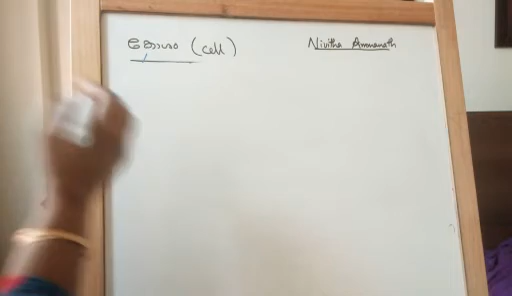 കോശം (cell)
Nivitha Ammanath